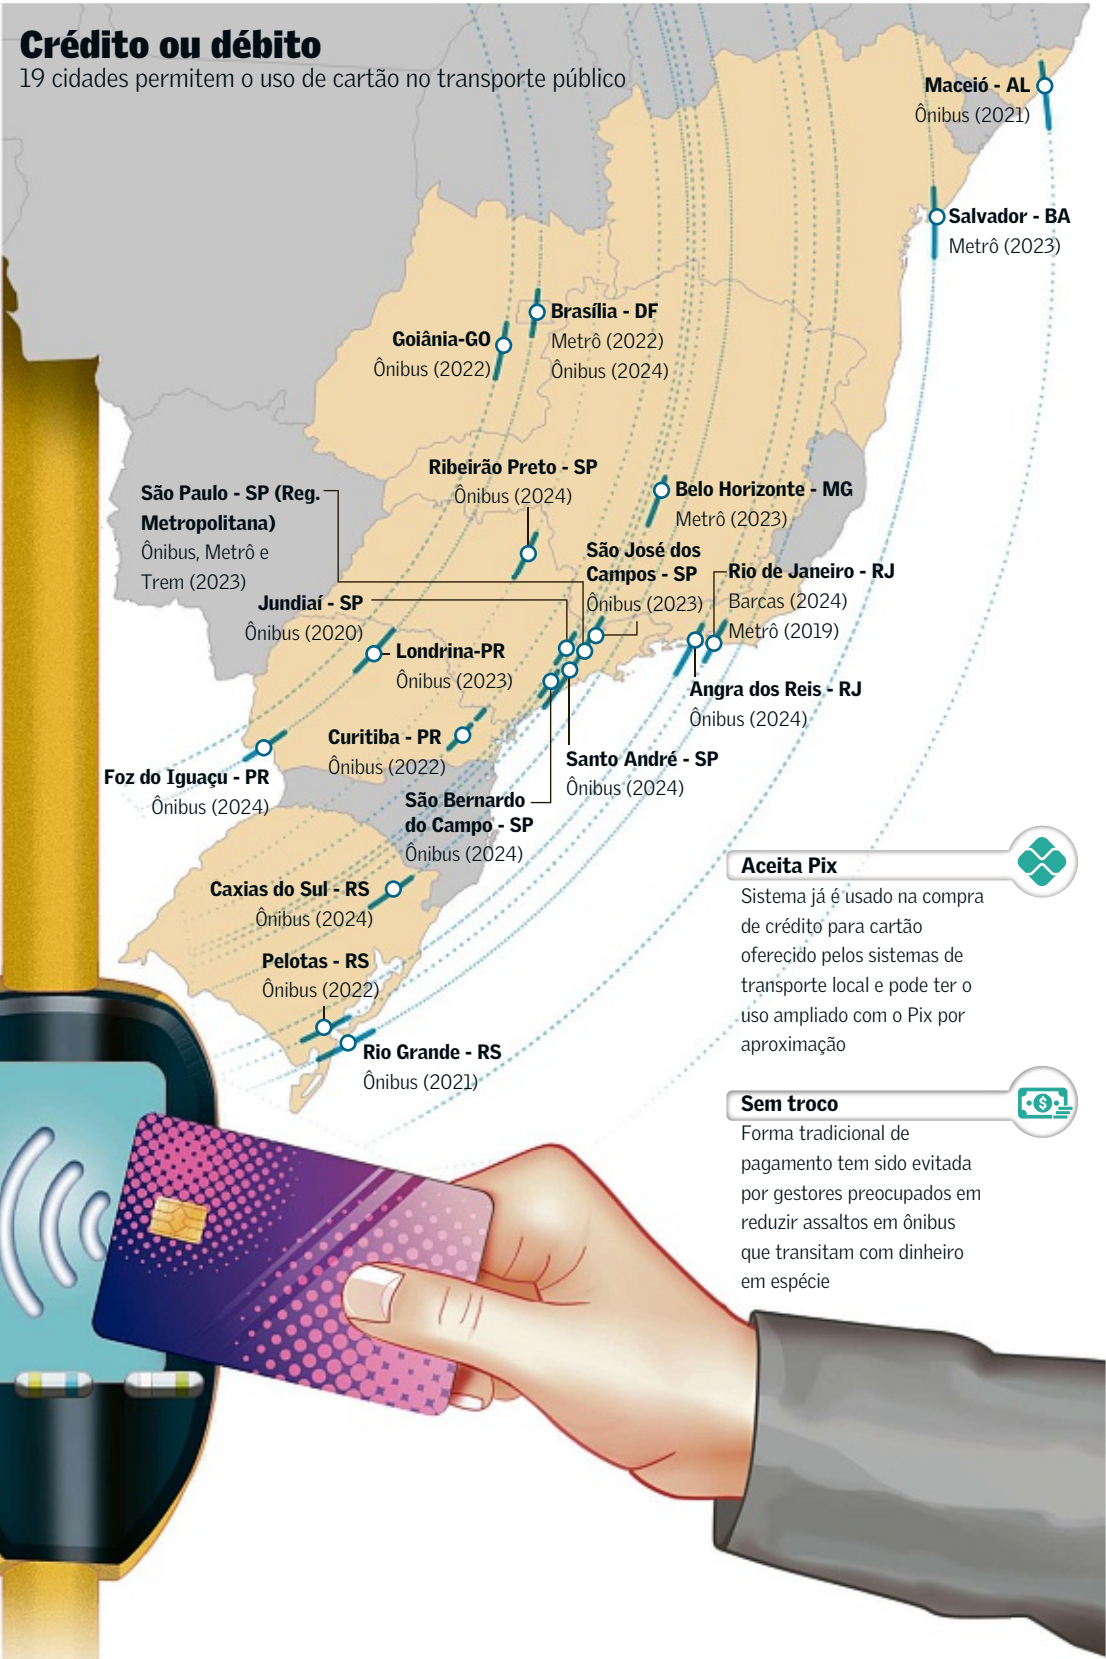 Crédito ou débito
19 cidades permitem o uso de cartão no transporte público
Maceió - AL
Ônibus (2021)
Salvador - BA
Metrô (2023)
Brasília - DF
Metrô (2022)
Ônibus (2024)
Goiânia-GO
Ônibus (2022)
Ribeirão Preto - SP
Ônibus (2024)
Belo Horizonte - MG
Metrô (2023)
São Paulo - SP (Reg.
Metropolitana)
Ônibus, Metrô e
Trem (2023)
São José dos
Campos - SP
Ônibus (2023)
Rio de Janeiro - RJ
Barcas (2024)
Metrô (2019)
Jundiaí - SP
Ônibus (2020)
Londrina-PR
Ônibus (2023)
Angra dos Reis - RJ
Ônibus (2024)
Curitiba - PR
Ônibus (2022)
Santo André - SP
Ônibus (2024)
Foz do Iguaçu - PR
Ônibus (2024)
São Bernardo
do Campo - SP
Ônibus (2024)
Caxias do Sul - RS
Ônibus (2024)
Pelotas - RS
Ônibus (2022)
Rio Grande - RS
Ônibus (2021)
Aceita Pix
Sistema já é usado na compra
de crédito para cartão
oferecido pelos sistemas de
transporte local e pode ter o
uso ampliado com o Pix por
aproximação
Sem troco
Forma tradicional de
pagamento tem sido evitada
por gestores preocupados em
reduzir assaltos em ônibus
que transitam com dinheiro
em espécie